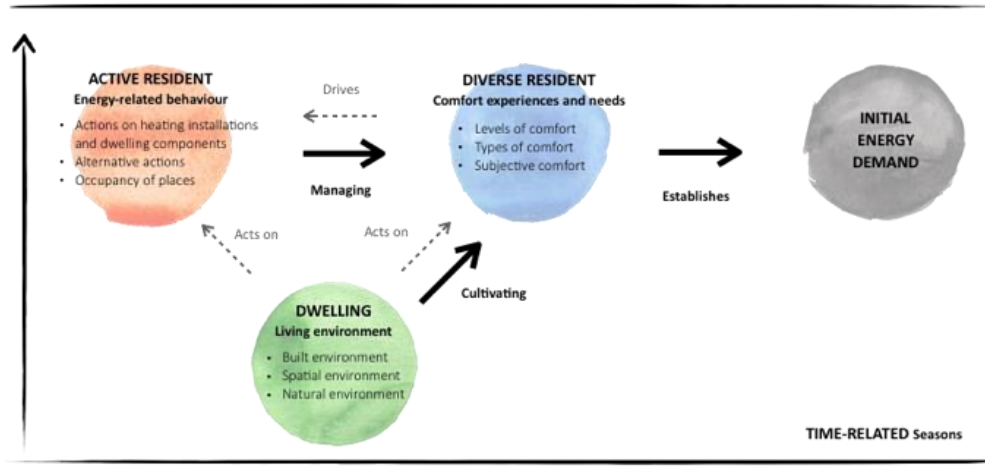 ACTIVE RESIDENT
Energy-related behaviour
• Actions on heating installations
and dwelling components
• Alternative actions
• Occupancy of places
Drives
Managing
DIVERSE RESIDENT
Comfort experiences and needs
• Levels of comfort
• Types of comfort
• Subjective comfort
Establishes
INITIAL
ENERGY
DEMAND
Acts on
Acts on
Cultivating
DWELLING
Living environment
• Built environment
• Spatial environment
• Natural environment
TIME-RELATED Seasons